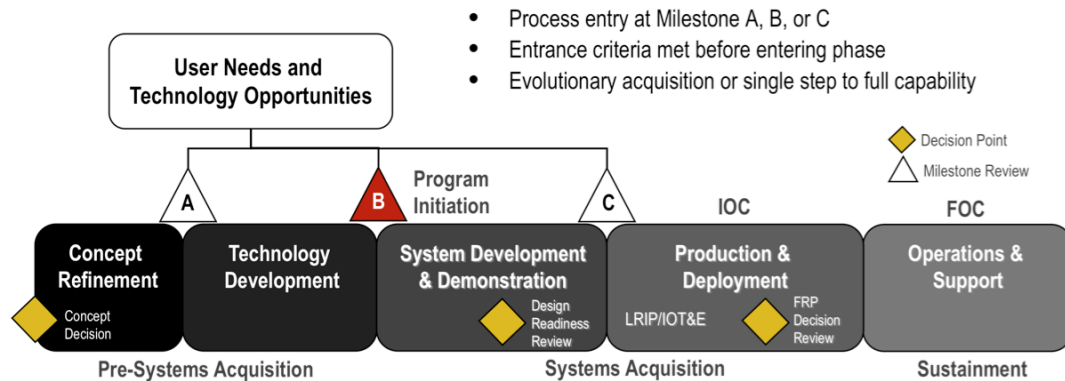 • Process entry at Milestone A, B, or C
• Entrance criteria met before entering phase
• Evolutionary acquisition or single step to full capability
User Needs and
Technology Opportunities
Decision Point
Milestone Review
A
B
Program
Initiation
C
IOC
FOC
Concept
Refinement
Technology
Development
System Development
& Demonstration
Production &
Deployment
Operations &
Support
Concept
Decision
Design
Readiness
Review
LRIP/IOT&E
FRP
Decision
Review
Pre-Systems Acquisition
Systems Acquisition
Sustainment